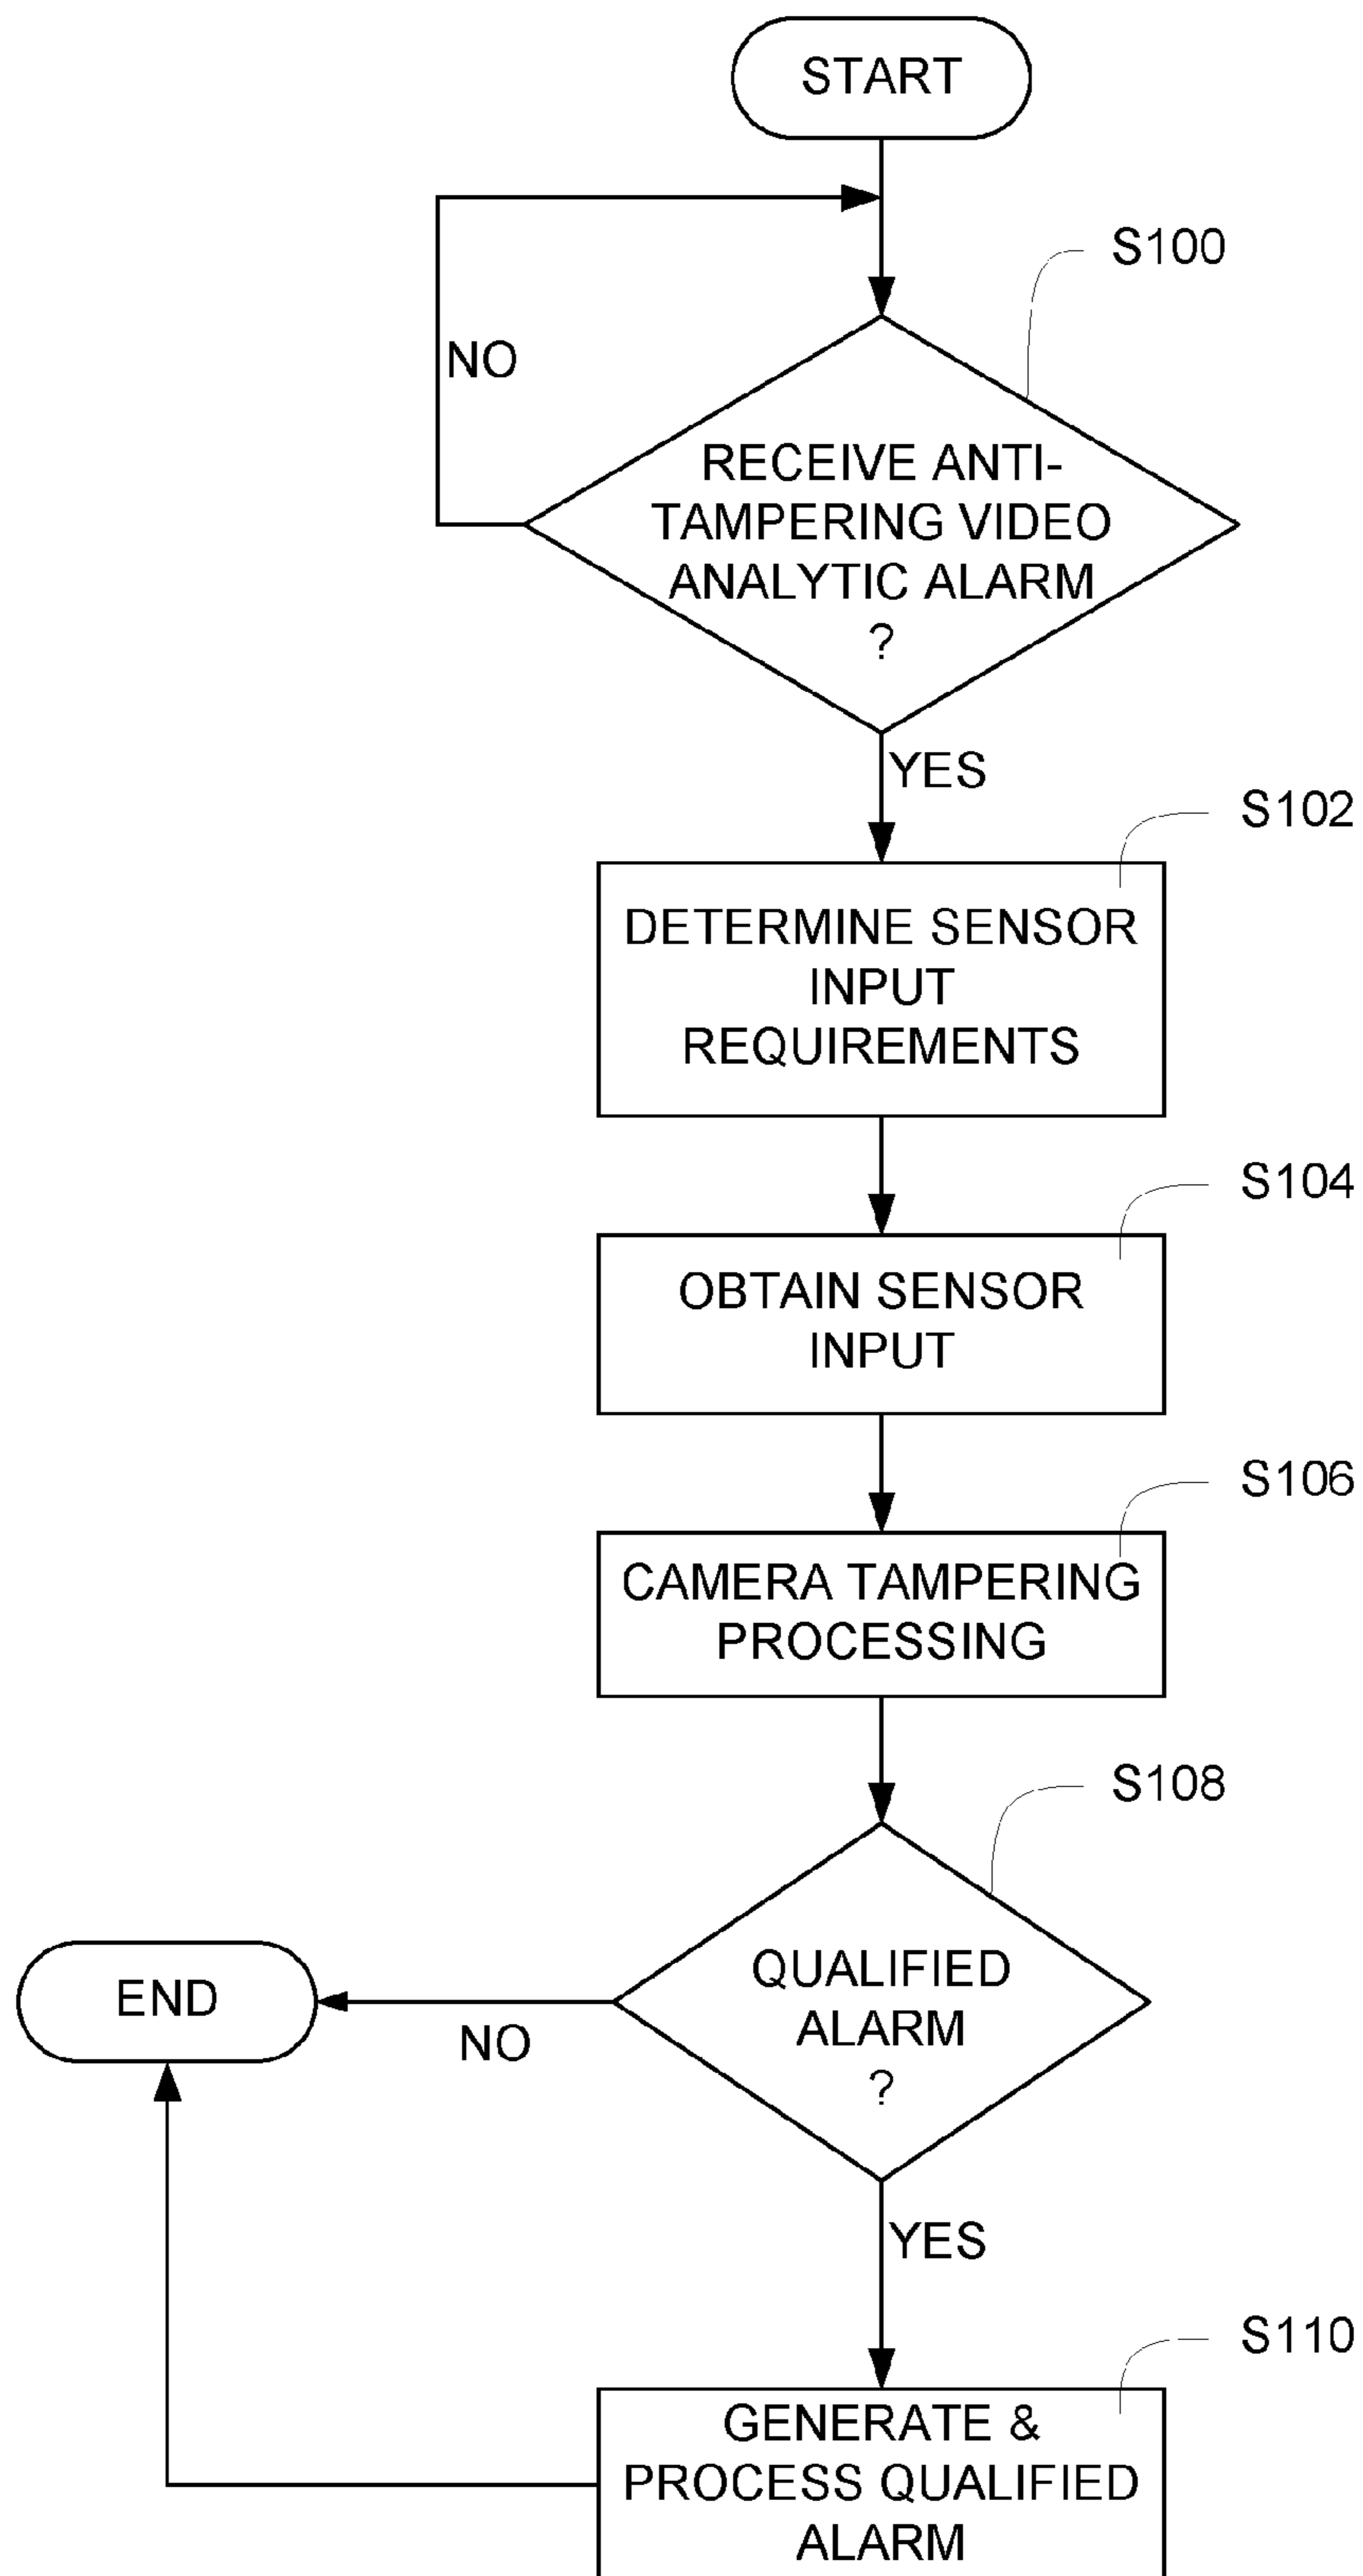 START
S100
NO
RECEIVE ANTI-
TAMPERING VIDEO
ANALYTIC ALARM
?
YES
S102
DETERMINE SENSOR
INPUT
REQUIREMENTS
S104
OBTAIN SENSOR
INPUT
S106
CAMERA TAMPERING
PROCESSING
S108
QUALIFIED
ALARM
?
END
NO
YES
S110
GENERATE &
PROCESS QUALIFIED
ALARM